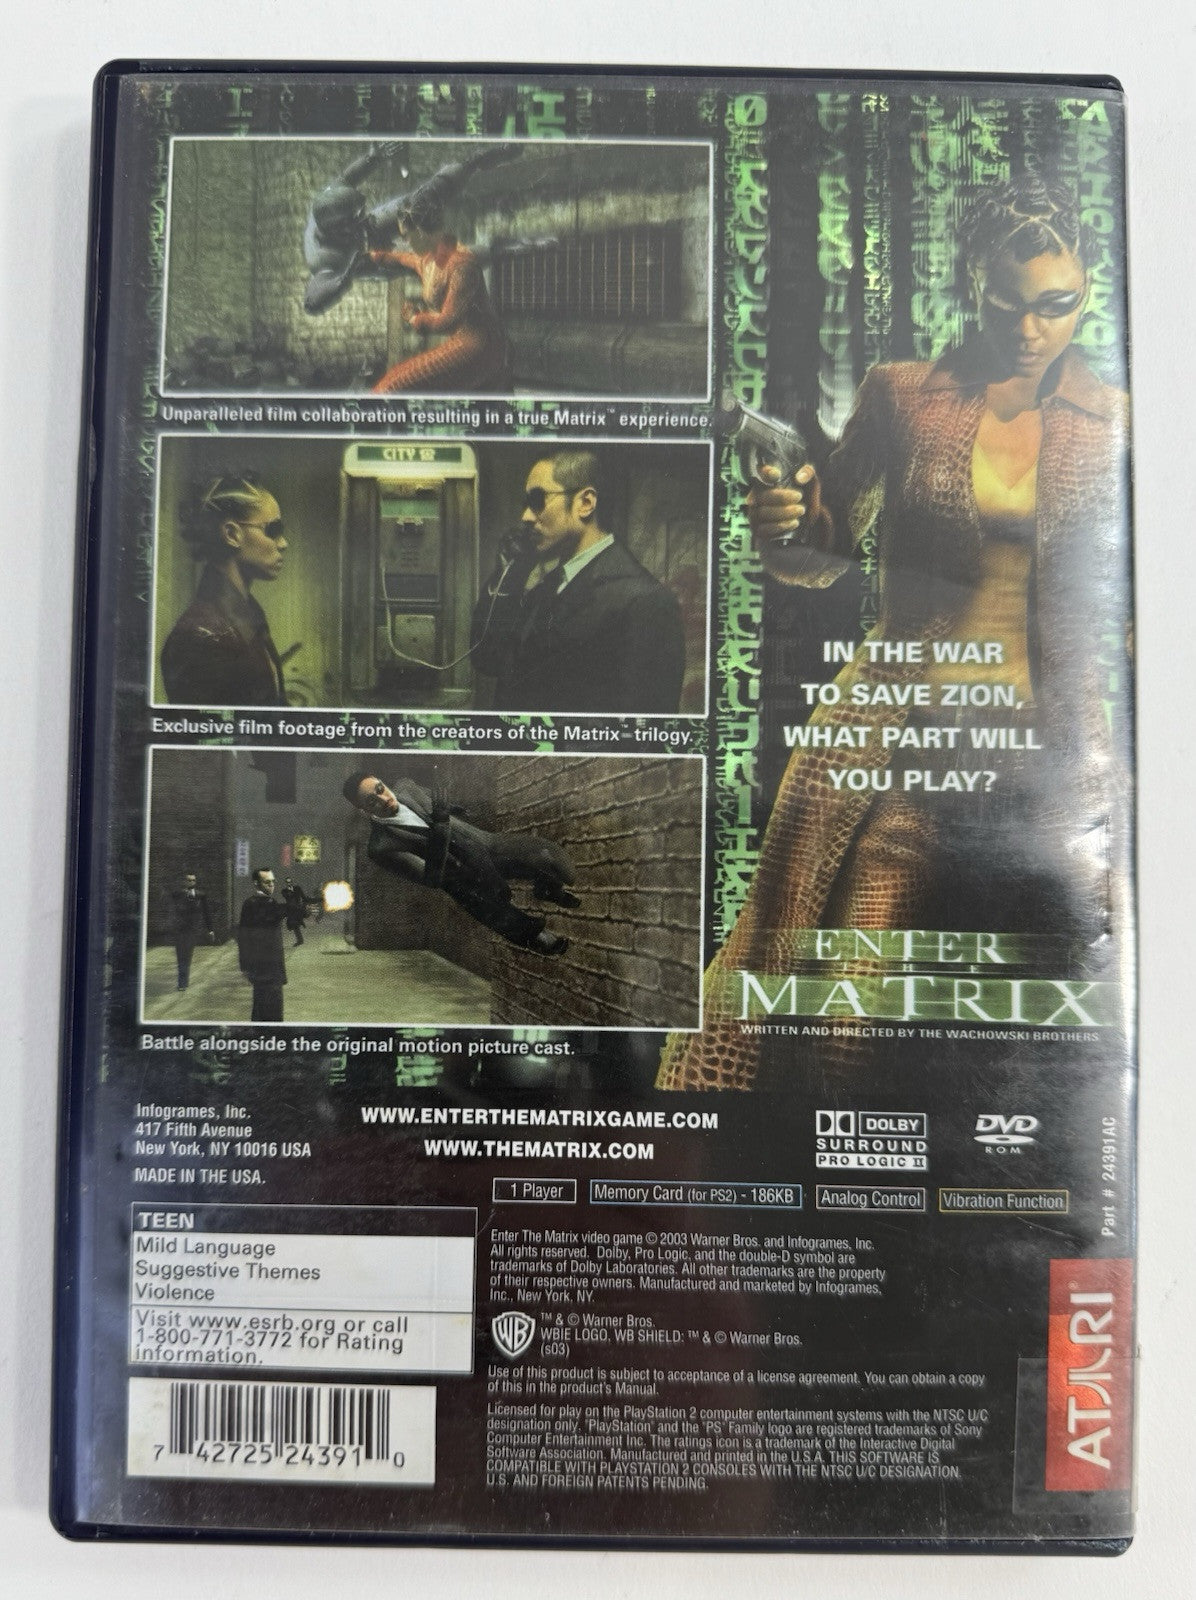 Unparalleled film collaboration resulting in a true Matrix™ experience.
CITY
Exclusive film footage from the creators of the Matrix™ trilogy.
Battle alongside the original motion picture cast.
IN THE WAR
TO SAVE ZION,
WHAT PART WILL
YOU PLAY?
ENTER
THE
MATRIX
WRITTEN AND DIRECTED BY THE WACHOWSKI BROTHERS
Infogrames, Inc.
417 Fifth Avenue
New York, NY 10016 USA
MADE IN THE USA.
WWW.ENTERTHEMATRIXGAME.COM
WWW.THEMATRIX.COM
DOLBY
SURROUND
PRO LOGIC II
DVD
ROM
Part # 24391AC
1 Player
Memory Card (for PS2) - 186KB
Analog Control
Vibration Function
TEEN
Mild Language
Suggestive Themes
Violence
Visit www.esrb.org or call
1-800-771-3772 for Rating
Information.
7 42725 24391 0
Enter The Matrix video game © 2003 Warner Bros. and Infogrames, Inc.
All rights reserved. Dolby, Pro Logic, and the double-D symbol are
trademarks of Dolby Laboratories. All other trademarks are the property
of their respective owners. Manufactured and marketed by Infogrames,
Inc., New York, NY.
WB
™ & © Warner Bros.
WBIE LOGO, WB SHIELD: ™ & © Warner Bros.
(s03)
Use of this product is subject to acceptance of a license agreement. You can obtain a copy
of this in the product's Manual.
Licensed for play on the PlayStation 2 computer entertainment systems with the NTSC U/C
designation only. "PlayStation" and the "PS" Family logo are registered trademarks of Sony
Computer Entertainment Inc. The ratings icon is a trademark of the Interactive Digital
Software Association. Manufactured and printed in the U.S.A. THIS SOFTWARE IS
COMPATIBLE WITH PLAYSTATION 2 CONSOLES WITH THE NTSC U/C DESIGNATION.
U.S. AND FOREIGN PATENTS PENDING.
ATARI